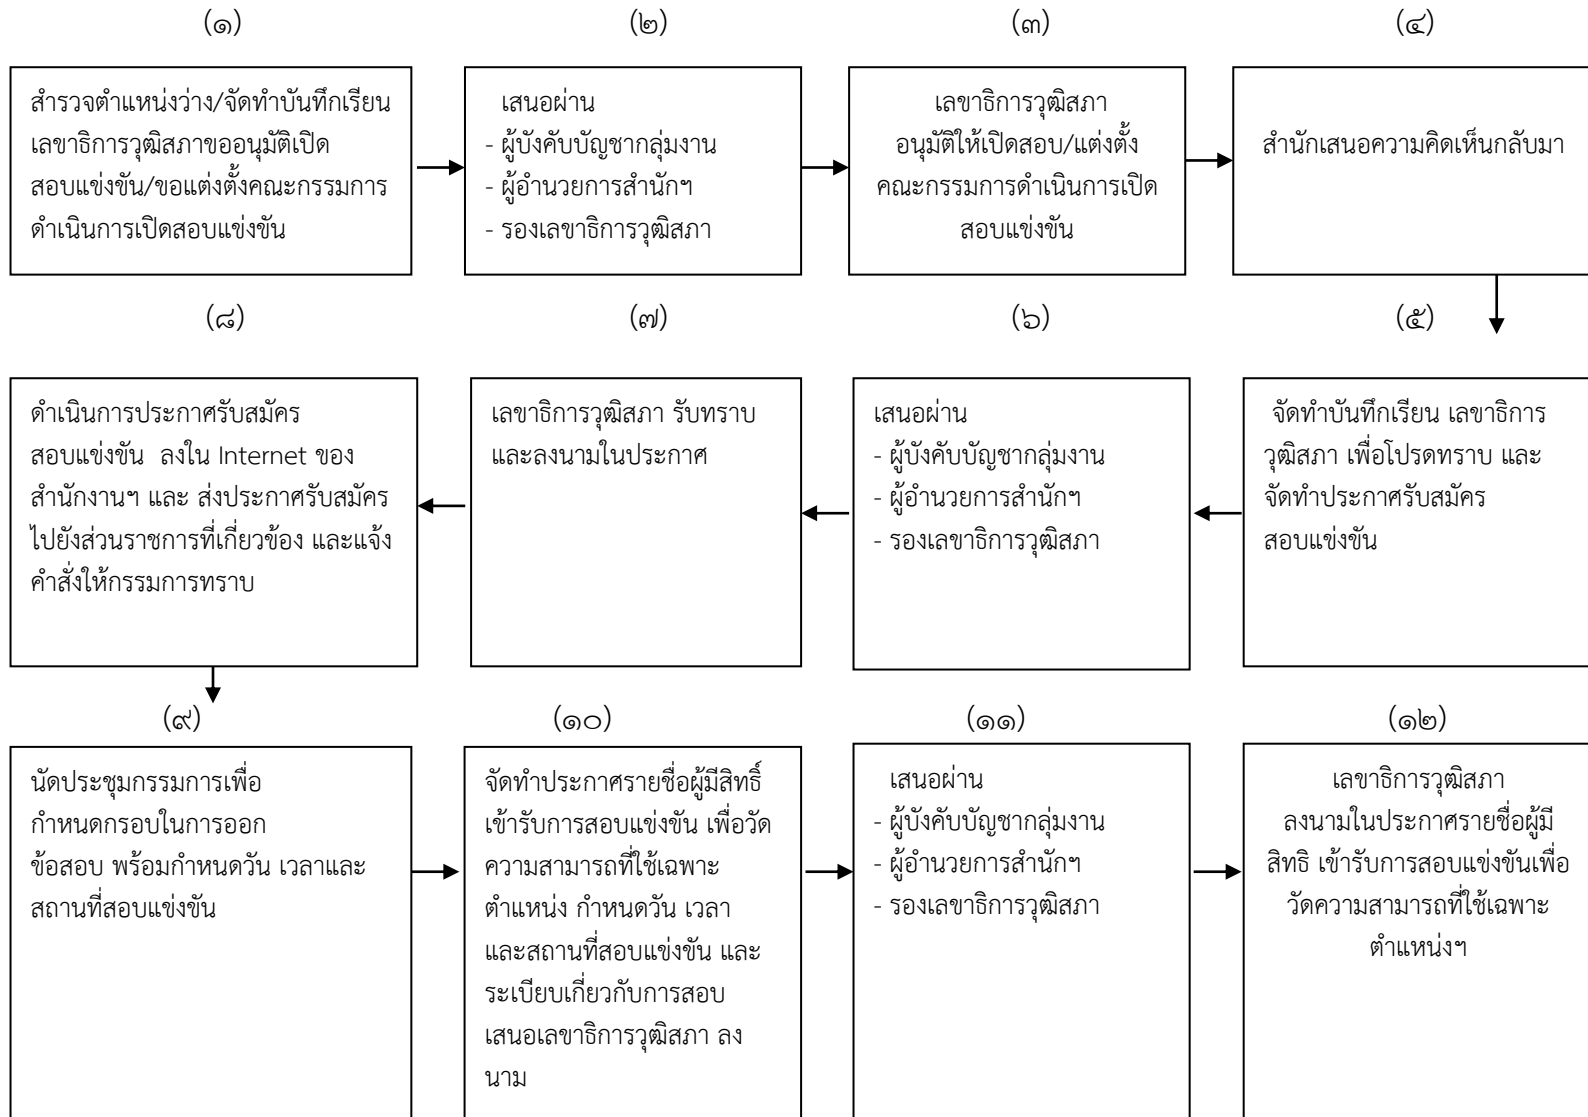 (๑)
สำรวจตำแหน่งว่าง/จัดทำบันทึกเรียน
เลขาธิการวุฒิสภาขออนุมัติเปิด
สอบแข่งขัน/ขอแต่งตั้งคณะกรรมการ
ดำเนินการเปิดสอบแข่งขัน
(๒)
เสนอผ่าน
- ผู้บังคับบัญชากลุ่มงาน
- ผู้อำนวยการสำนักฯ
- รองเลขาธิการวุฒิสภา
(๓)
เลขาธิการวุฒิสภา
อนุมัติให้เปิดสอบ/แต่งตั้ง
คณะกรรมการดำเนินการเปิด
สอบแข่งขัน
(๔)
สำนักเสนอความคิดเห็นกลับมา
(๕)
จัดทำบันทึกเรียน เลขาธิการ
วุฒิสภา เพื่อโปรดทราบ และ
จัดทำประกาศรับสมัคร
สอบแข่งขัน
(๖)
เสนอผ่าน
- ผู้บังคับบัญชากลุ่มงาน
- ผู้อำนวยการสำนักฯ
- รองเลขาธิการวุฒิสภา
(๗)
เลขาธิการวุฒิสภา รับทราบ
และลงนามในประกาศ
(๘)
ดำเนินการประกาศรับสมัคร
สอบแข่งขัน ลงใน Internet ของ
สำนักงานฯ และ ส่งประกาศรับสมัคร
ไปยังส่วนราชการที่เกี่ยวข้อง และแจ้ง
คำสั่งให้กรรมการทราบ
(๙)
นัดประชุมกรรมการเพื่อ
กำหนดกรอบในการออก
ข้อสอบ พร้อมกำหนดวัน เวลาและ
สถานที่สอบแข่งขัน
(๑๐)
จัดทำประกาศรายชื่อผู้มีสิทธิ์
เข้ารับการสอบแข่งขัน เพื่อวัด
ความสามารถที่ใช้เฉพาะ
ตำแหน่ง กำหนดวัน เวลา
และสถานที่สอบแข่งขัน และ
ระเบียบเกี่ยวกับการสอบ
เสนอเลขาธิการวุฒิสภา ลง
นาม
(๑๑)
เสนอผ่าน
- ผู้บังคับบัญชากลุ่มงาน
- ผู้อำนวยการสำนักฯ
- รองเลขาธิการวุฒิสภา
(๑๒)
เลขาธิการวุฒิสภา
ลงนามในประกาศรายชื่อผู้มี
สิทธิ เข้ารับการสอบแข่งขันเพื่อ
วัดความสามารถที่ใช้เฉพาะ
ตำแหน่งฯ